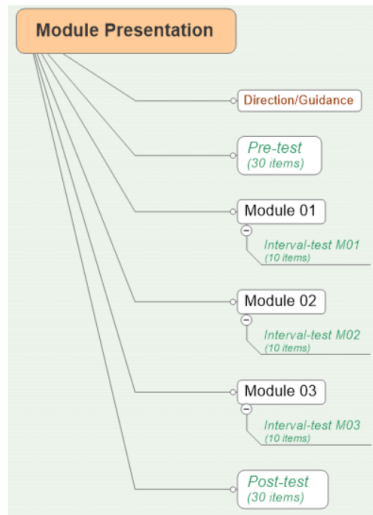 Module Presentation
Direction/Guidance
Pre-test
(30 items)
Module 01
Interval-test M01
(10 items)
Module 02
Interval-test M02
(10 items)
Module 03
Interval-test M03
(10 items)
Post-test
(30 items)